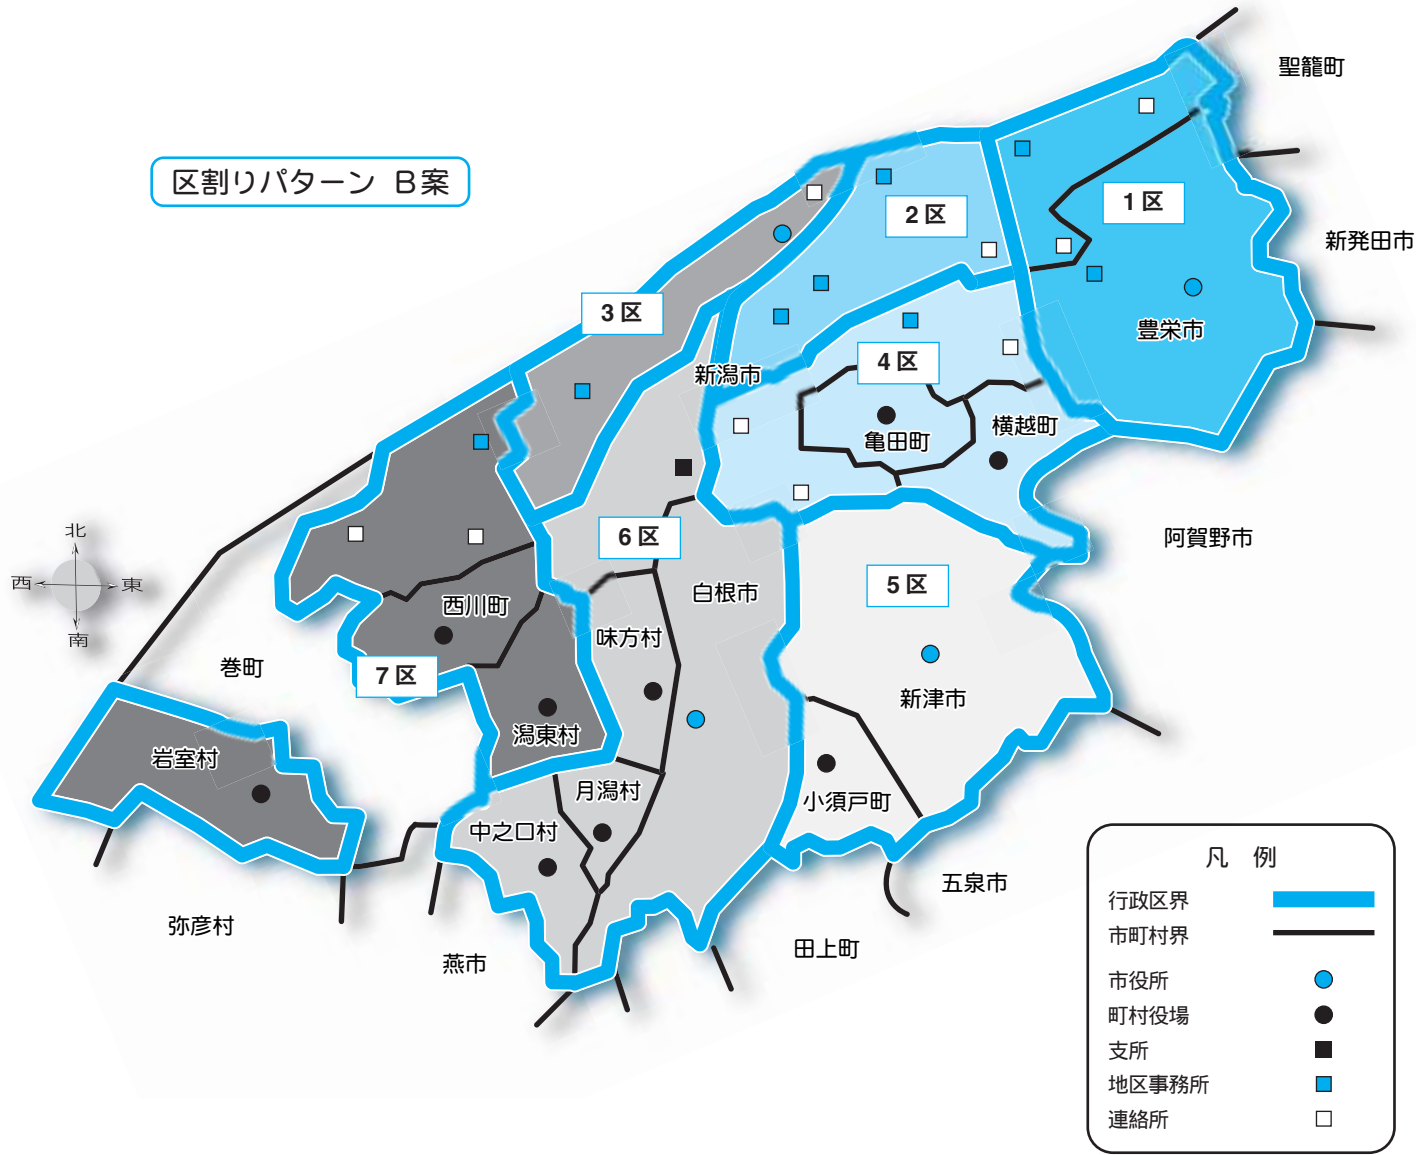 聖籠町
区割りパターン B案
1区
2区
新発田市
3区
豊栄市
4区
新潟市
横越町
亀田町
北
西
東
南
6区
阿賀野市
5区
白根市
西川町
味方村
巻町
7区
新津市
潟東村
岩室村
月潟村
小須戸町
中之口村
五泉市
弥彦村
田上町
燕市
凡 例
行政区界
市町村界
市役所
町村役場
支所
地区事務所
連絡所